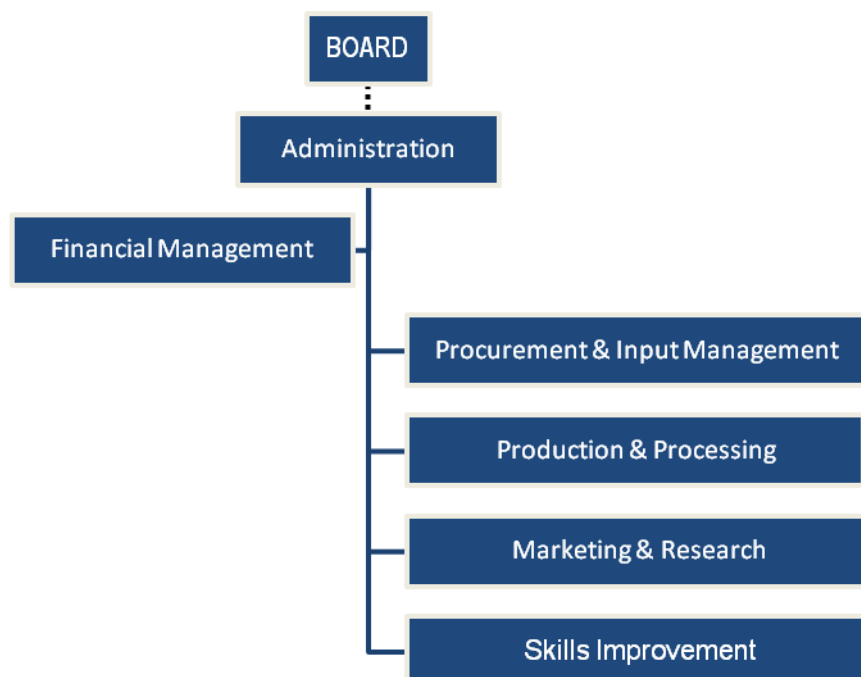 BOARD
Administration
Financial Management
Procurement & Input Management
Production & Processing
Marketing & Research
Skills Improvement